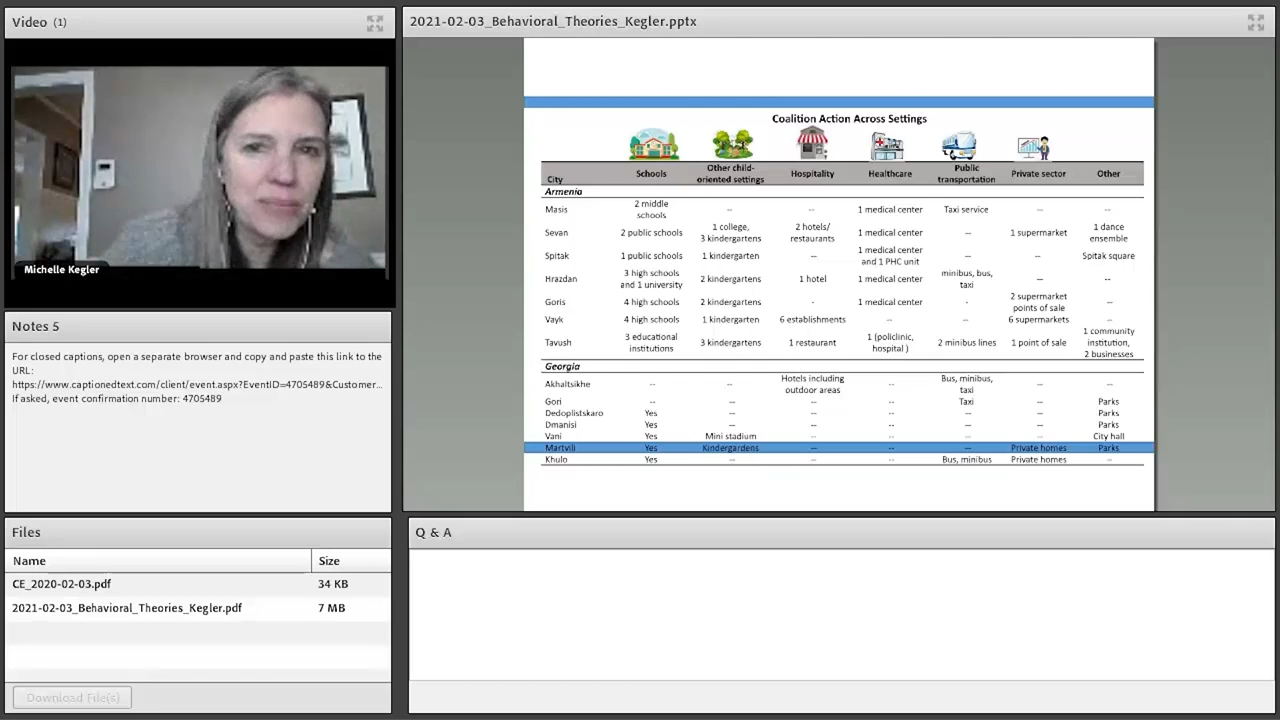 Video (1)
Michelle Kegler
Notes 5
For closed captions, open a separate browser and copy and paste this link to the
URL:
https://www.captionedtext.com/client/event.aspx?EventID=4705489&Customer...
If asked, event confirmation number: 4705489
Files
Name Size
CE_2020-02-03.pdf 34 KB
2021-02-03_Behavioral_Theories_Kegler.pdf 7 MB
Download File(s)
2021-02-03_Behavioral_Theories_Kegler.pptx
Coalition Action Across Settings
City Schools Other child-oriented settings Hospitality Healthcare Public transportation Private sector Other
Armenia
Masis 2 middle schools -- -- 1 medical center Taxi service -- --
Sevan 2 public schools 1 college, 3 kindergartens 2 hotels/ restaurants 1 medical center -- 1 supermarket 1 dance ensemble
Spitak 1 public schools 1 kindergarten -- 1 medical center and 1 PHC unit -- -- Spitak square
Hrazdan 3 high schools and 1 university 2 kindergartens 1 hotel 1 medical center minibus, bus, taxi -- --
Goris 4 high schools 2 kindergartens - 1 medical center - 2 supermarket points of sale --
Vayk 4 high schools 1 kindergarten 6 establishments -- -- 6 supermarkets --
Tavush 3 educational institutions 3 kindergartens 1 restaurant 1 (policlinic, hospital ) 2 minibus lines 1 point of sale 1 community institution, 2 businesses
Georgia
Akhaltsikhe -- -- Hotels including outdoor areas -- Bus, minibus, taxi -- --
Gori -- -- -- -- Taxi -- Parks
Dedoplistskaro Yes -- -- -- -- -- Parks
Dmanisi Yes -- -- -- -- -- Parks
Vani Yes Mini stadium -- -- -- -- City hall
Martvili Yes Kindergardens -- -- -- Private homes Parks
Khulo Yes -- -- -- Bus, minibus Private homes --
Q & A